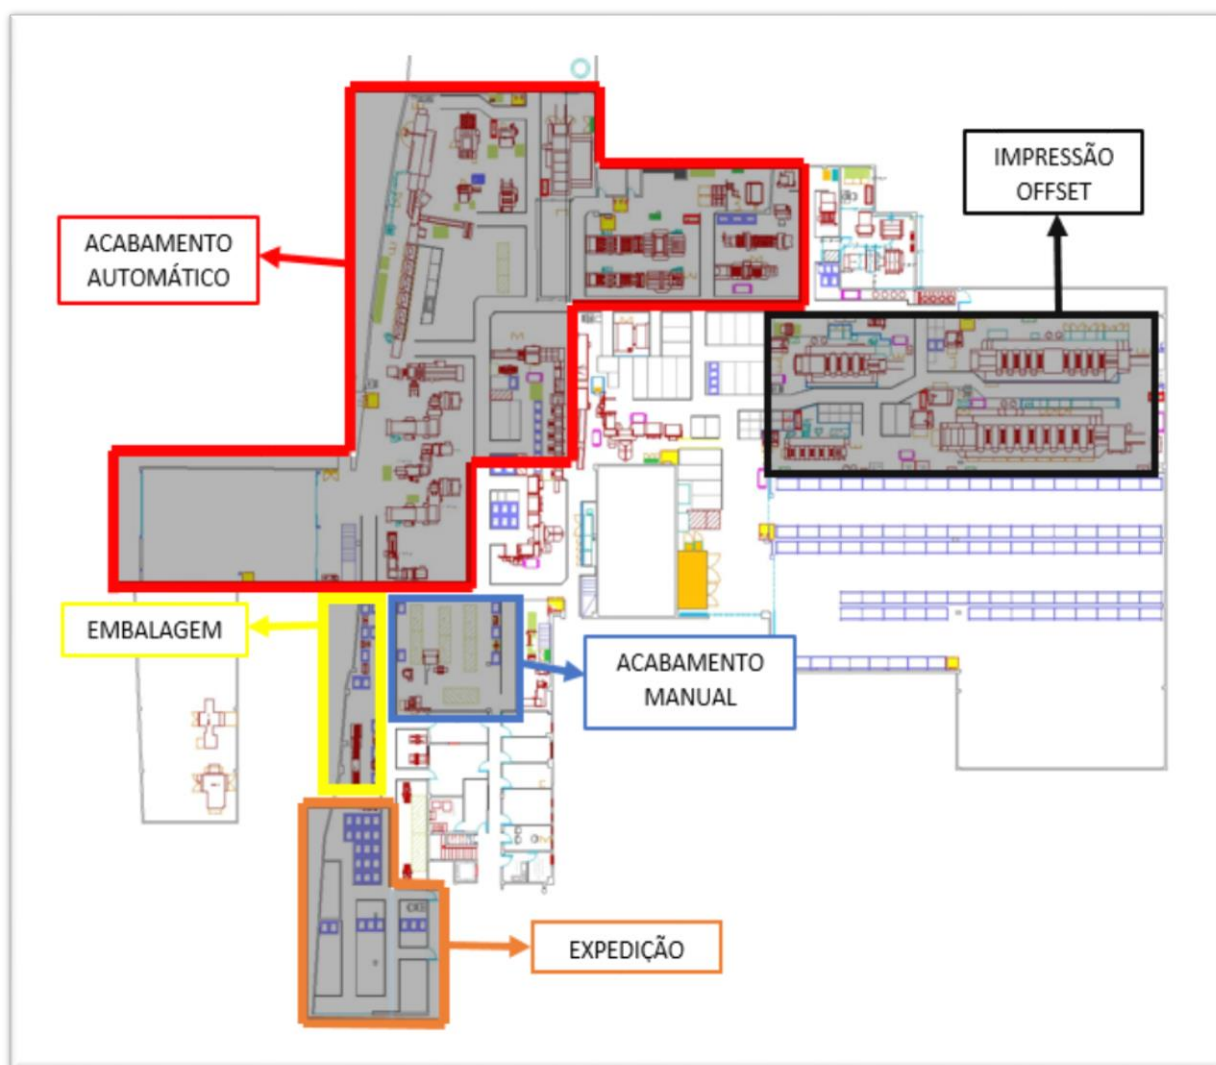 IMPRESSÃO
OFFSET
ACABAMENTO
AUTOMÁTICO
EMBALAGEM
ACABAMENTO
MANUAL
EXPEDIÇÃO